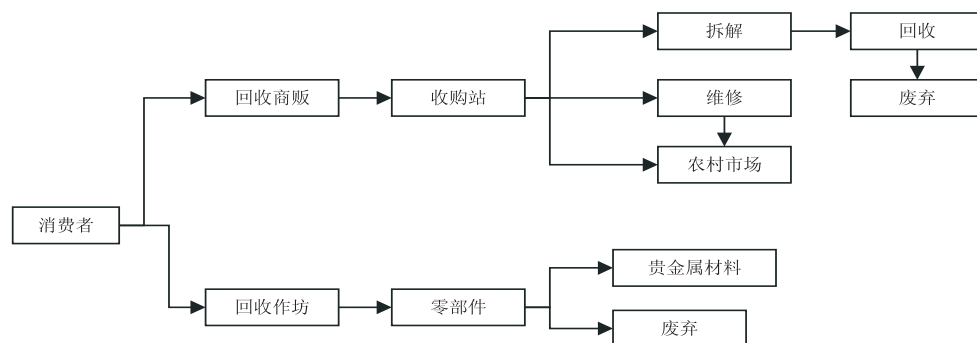 拆解
回收
回收商贩
收购站
维修
废弃
农村市场
消费者
贵金属材料
回收作坊
零部件
废弃